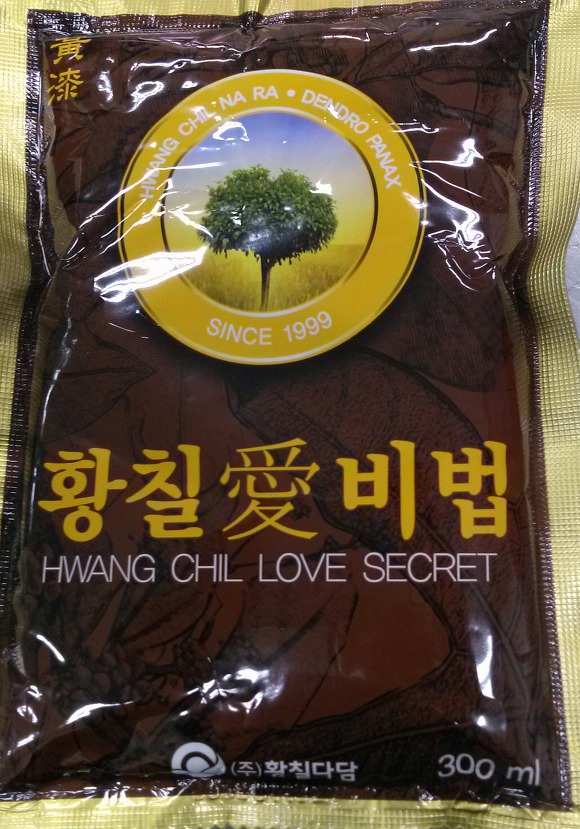 黄漆
HWANG CHIL NA RA • DENDRO PANAX
SINCE 1999
황칠愛비법
HWANG CHIL LOVE SECRET
(주)황칠다담
300 ml